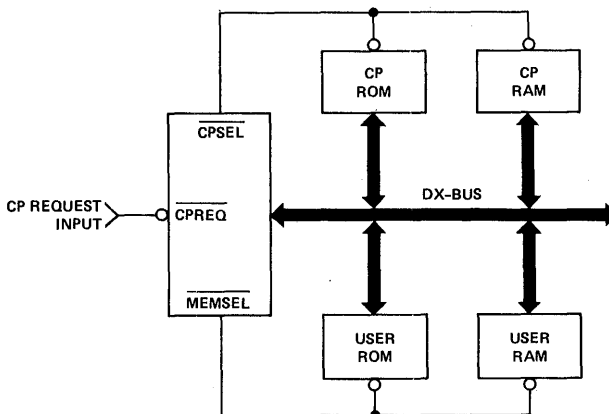 CP
ROM
CP
RAM
CPSEL
DX-BUS
CP REQUEST
INPUT
CPREQ
MEMSEL
USER
ROM
USER
RAM